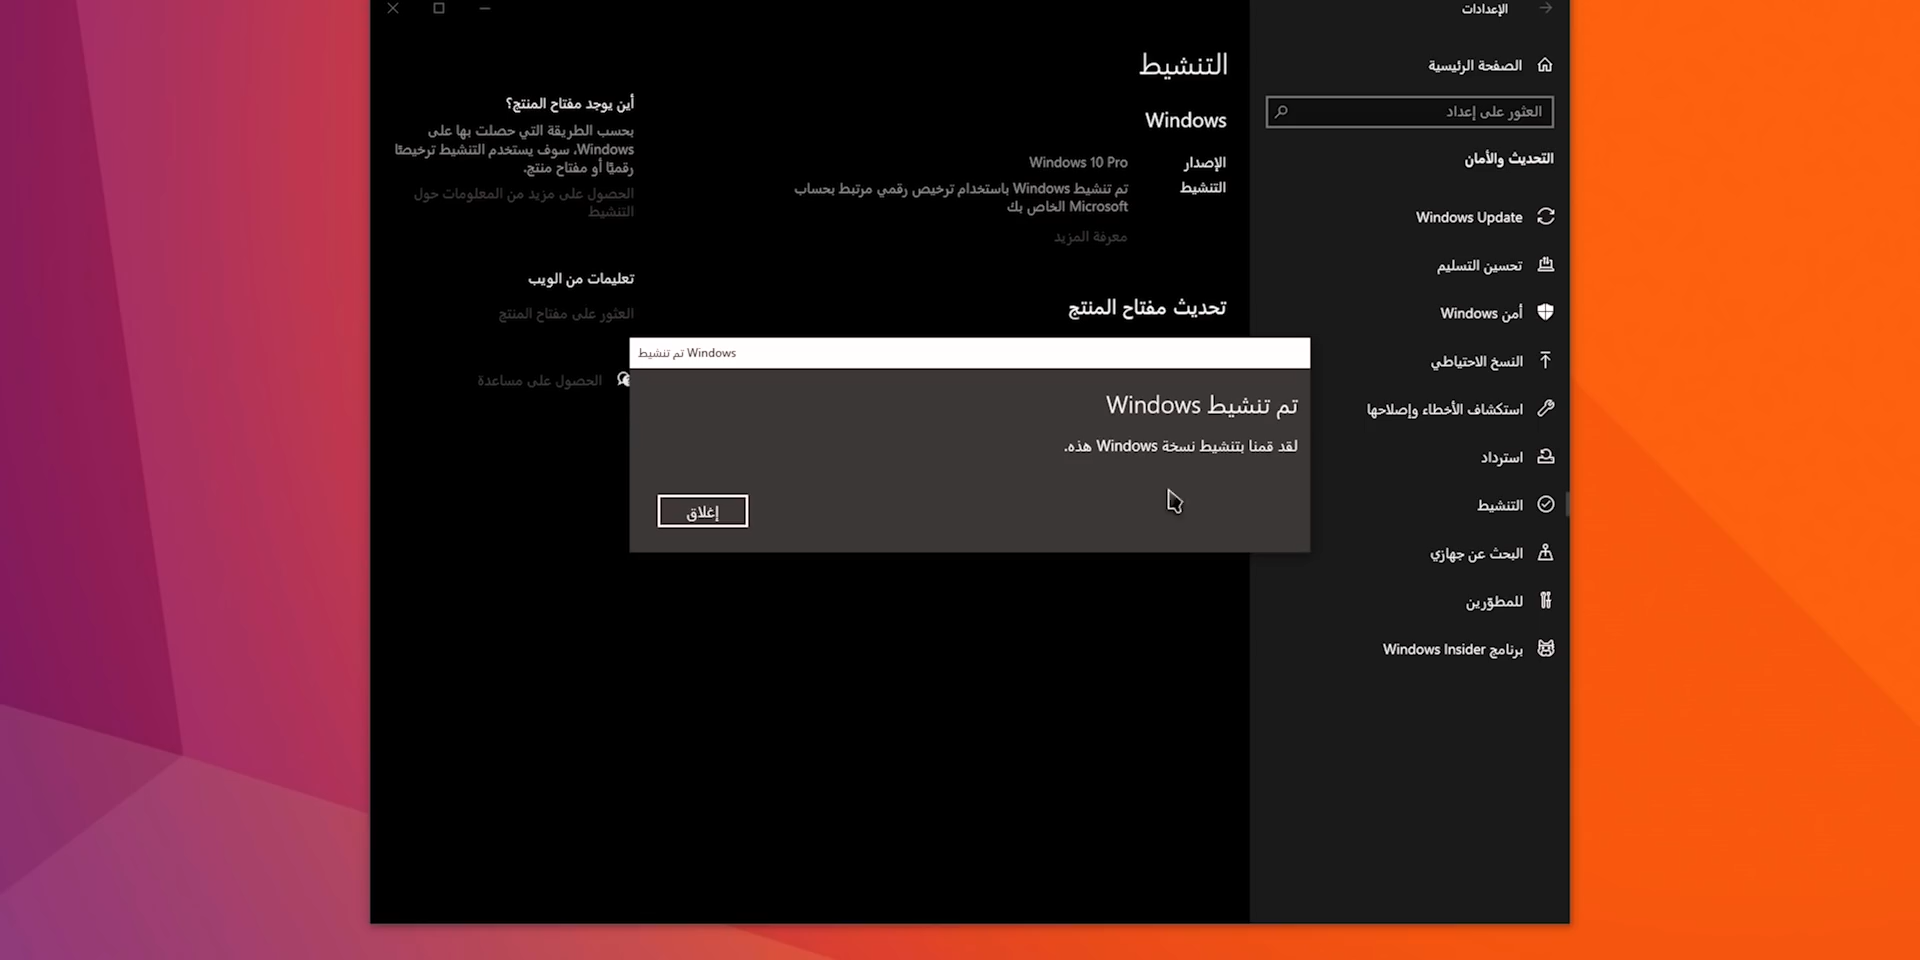 الإعدادات
الصفحة الرئيسية
العثور على إعداد
التحديث والأمان
Windows Update
تحسين التسليم
أمن Windows
النسخ الاحتياطي
استكشاف الأخطاء وإصلاحها
استرداد
التنشيط
البحث عن جهازي
للمطوّرين
برنامج Windows Insider
التنشيط
Windows
الإصدار Windows 10 Pro
التنشيط تم تنشيط Windows باستخدام ترخيص رقمي مرتبط بحساب
Microsoft الخاص بك
معرفة المزيد
تحديث مفتاح المنتج
أين يوجد مفتاح المنتج؟
بحسب الطريقة التي حصلت بها على
Windows، سوف يستخدم التنشيط ترخيصًا
رقميًا أو مفتاح منتج.
الحصول على مزيد من المعلومات حول
التنشيط
تعليمات من الويب
العثور على مفتاح المنتج
الحصول على مساعدة
تم تنشيط Windows
تم تنشيط Windows
لقد قمنا بتنشيط نسخة Windows هذه.
إغلاق